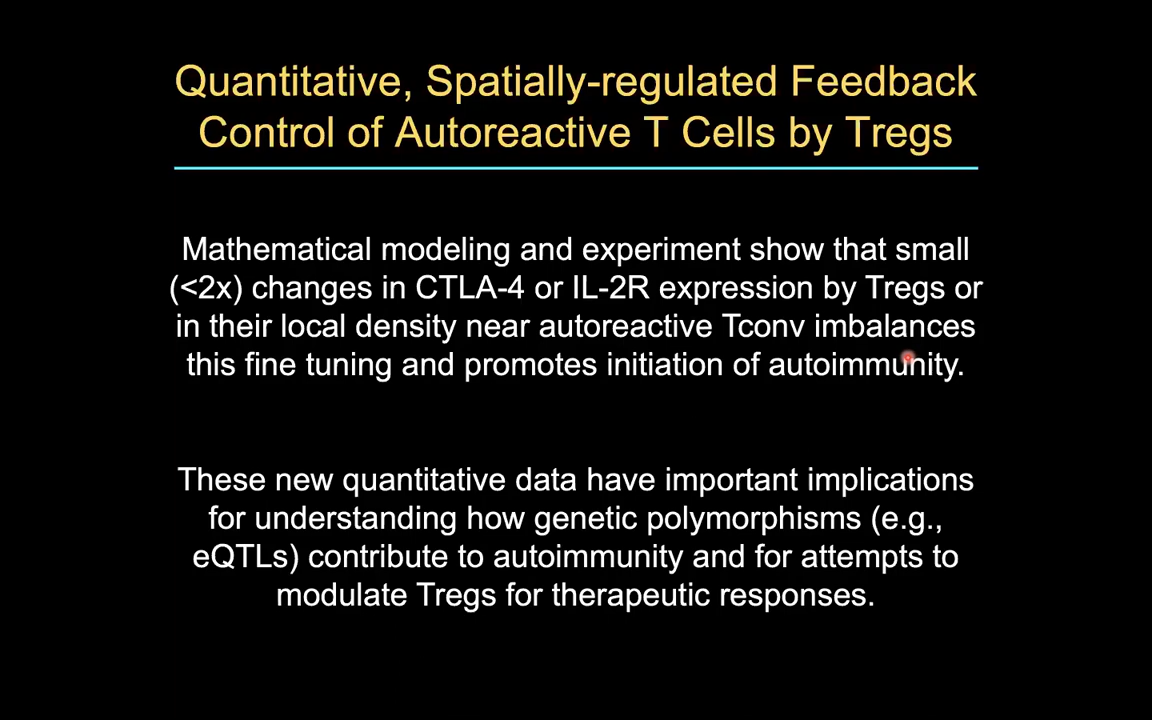 Quantitative, Spatially-regulated Feedback
Control of Autoreactive T Cells by Tregs
Mathematical modeling and experiment show that small
(<2x) changes in CTLA-4 or IL-2R expression by Tregs or
in their local density near autoreactive Tconv imbalances
this fine tuning and promotes initiation of autoimmunity.
These new quantitative data have important implications
for understanding how genetic polymorphisms (e.g.,
eQTLs) contribute to autoimmunity and for attempts to
modulate Tregs for therapeutic responses.